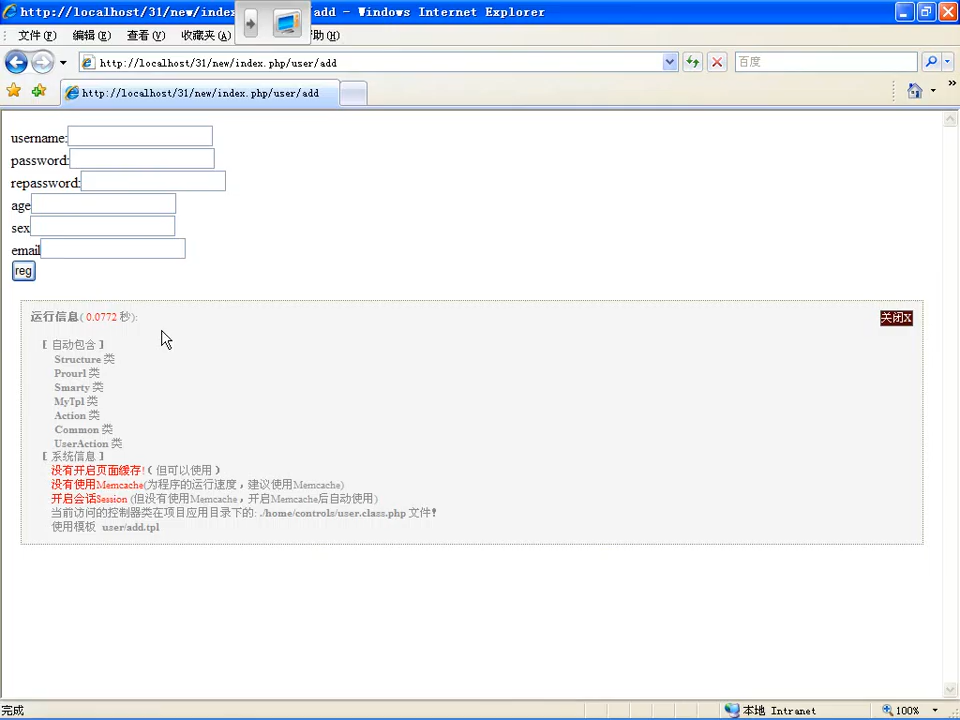 http://localhost/31/new/index add - Windows Internet Explorer
文件(F) 编辑(E) 查看(V) 收藏夹(A) 助(H)
http://localhost/31/new/index.php/user/add 百度
http://localhost/31/new/index.php/user/add
username:
password:
repassword:
age
sex
email
reg
运行信息( 0.0772 秒): 关闭X
[ 自动包含 ]
Structure 类
Prourl 类
Smarty 类
MyTpl 类
Action 类
Common 类
UserAction 类
[ 系统信息 ]
没有开启页面缓存!( 但可以使用 )
没有使用Memcache(为程序的运行速度，建议使用Memcache)
开启会话Session (但没有使用Memcache，开启Memcache后自动使用)
当前访问的控制器类在项目应用目录下的: ./home/controls/user.class.php 文件！
使用模板 user/add.tpl
完成 本地 Intranet 100%